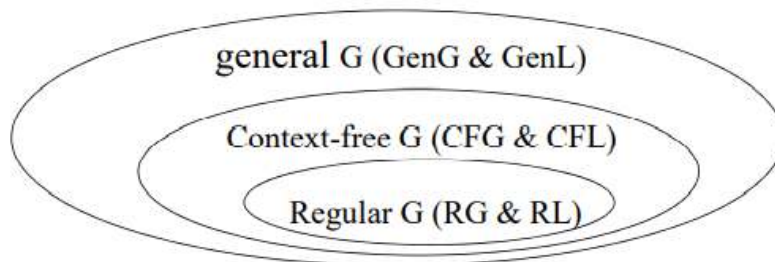 general G (GenG & GenL)
Context-free G (CFG & CFL)
Regular G (RG & RL)